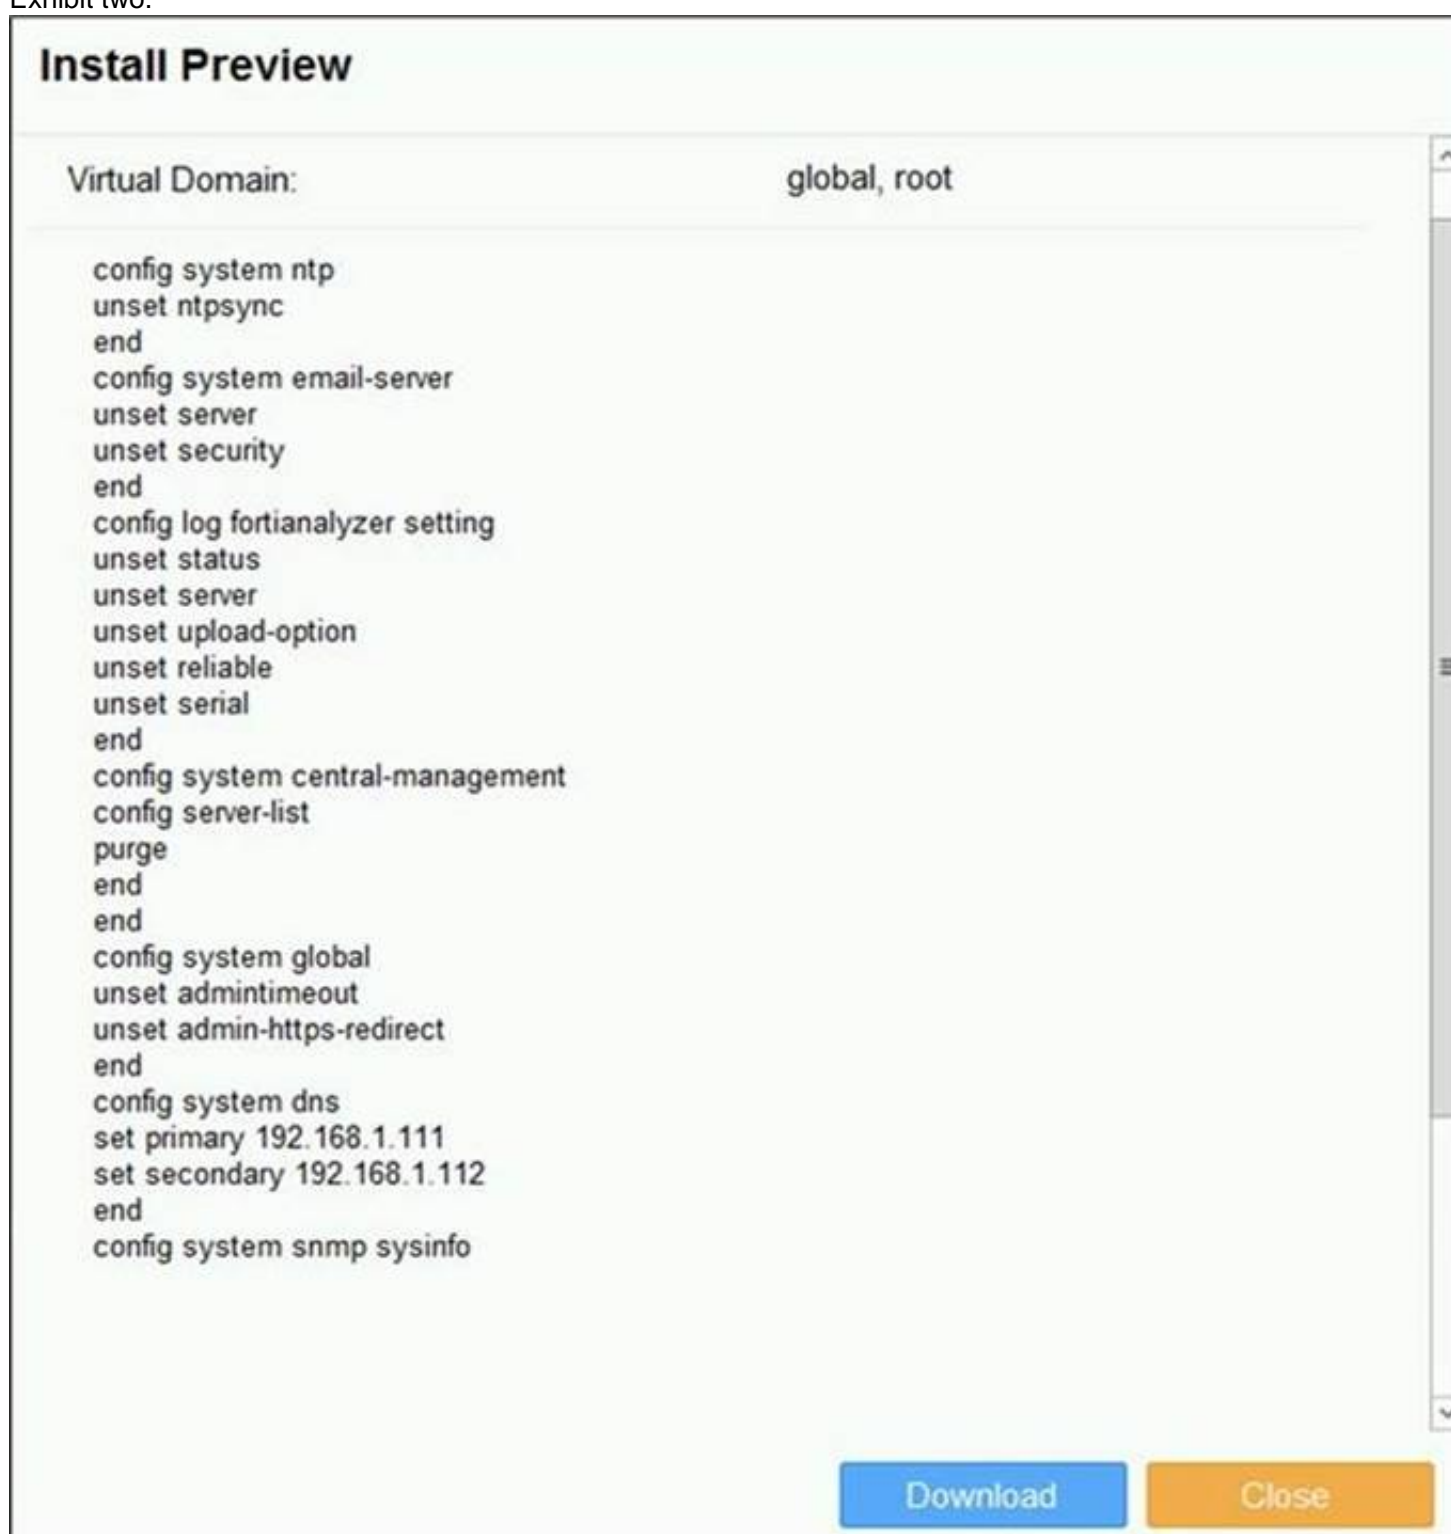 Exhibit two:
Install Preview
Virtual Domain: global, root
config system ntp
unset ntpsync
end
config system email-server
unset server
unset security
end
config log fortianalyzer setting
unset status
unset server
unset upload-option
unset reliable
unset serial
end
config system central-management
config server-list
purge
end
end
config system global
unset admintimeout
unset admin-https-redirect
end
config system dns
set primary 192.168.1.111
set secondary 192.168.1.112
end
config system snmp sysinfo
Download Close